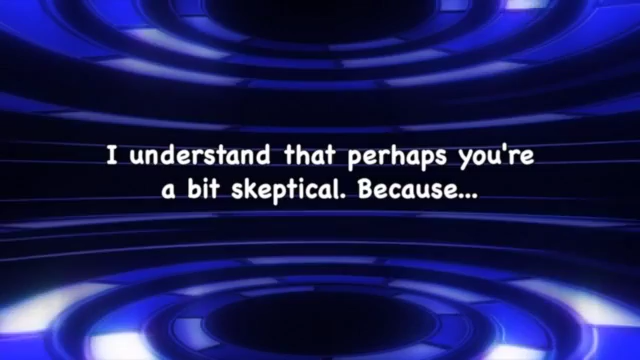 I understand that perhaps you're
a bit skeptical. Because...